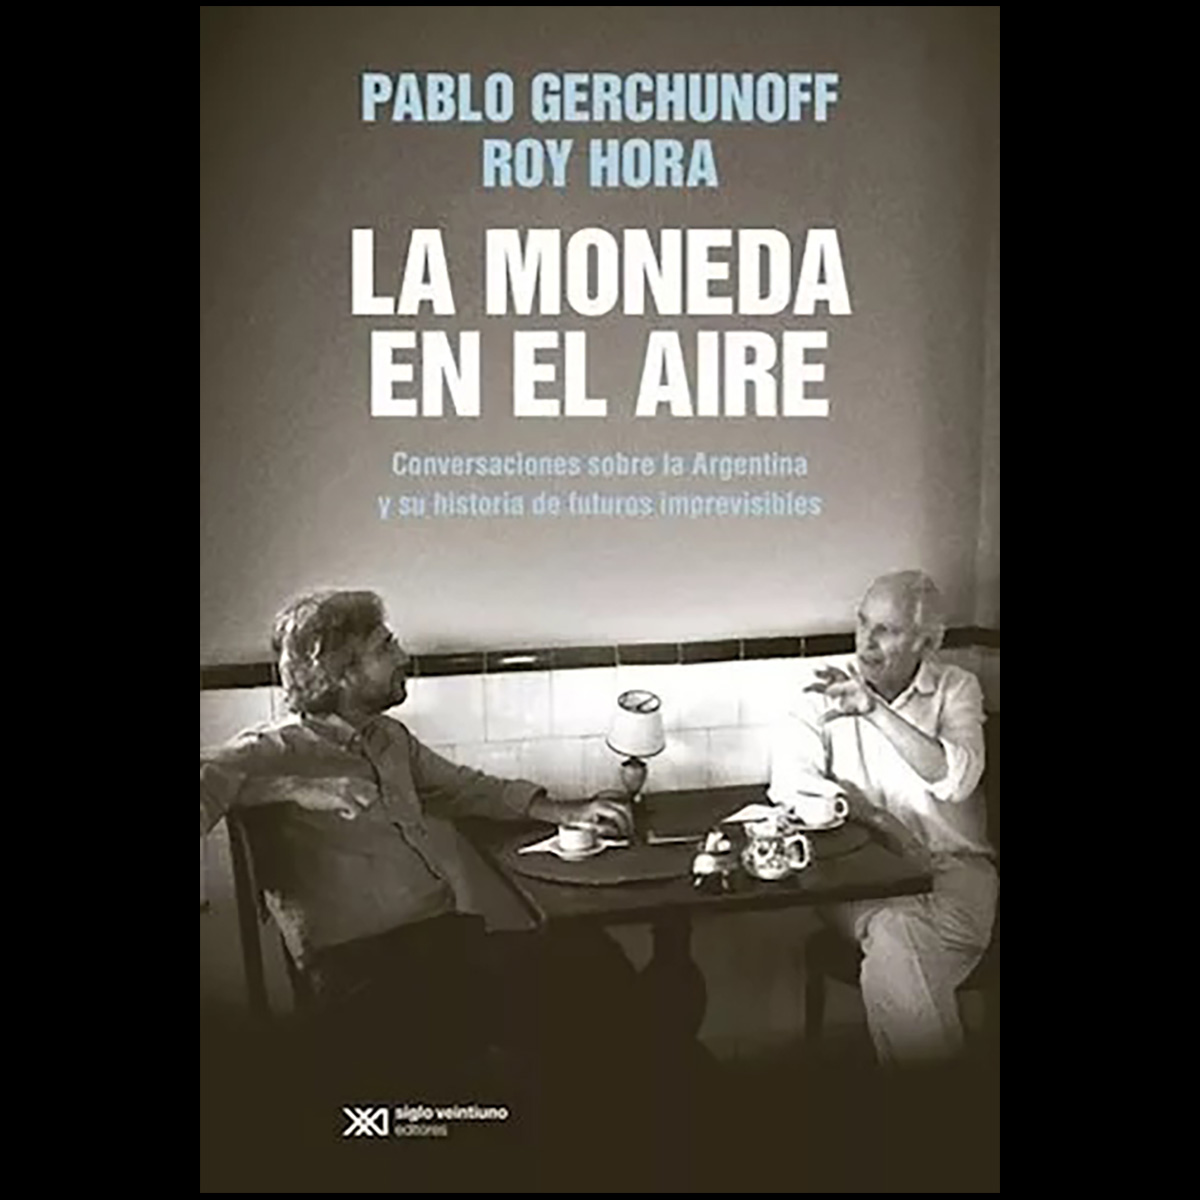 PABLO GERCHUNOFF
ROY HORA
LA MONEDA
EN EL AIRE
Conversaciones sobre la Argentina
y su historia de futuros imprevisibles
siglo veintiuno
editores